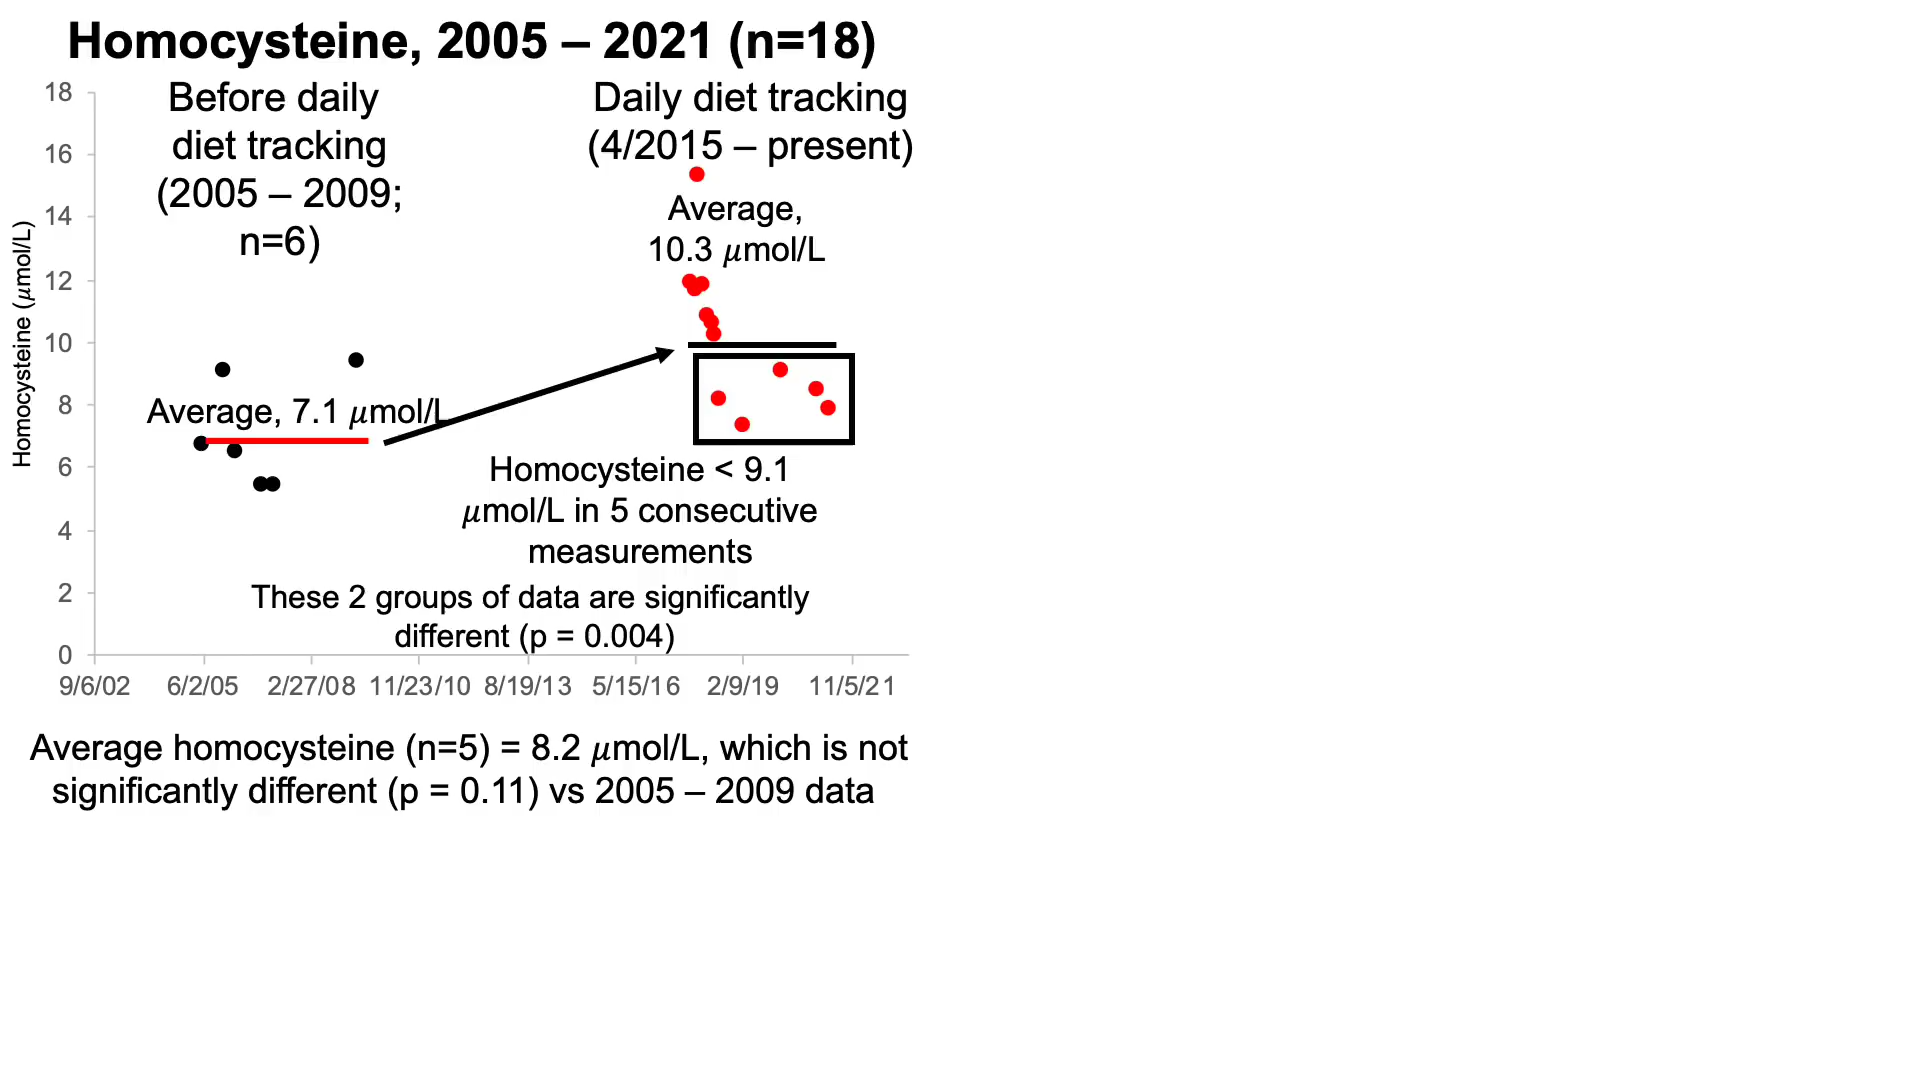 Homocysteine, 2005 – 2021 (n=18)
Before daily
diet tracking
(2005 – 2009;
n=6)
Daily diet tracking
(4/2015 – present)
Average,
10.3 𝜇mol/L
Homocysteine (𝜇mol/L)
18
16
14
12
10
8
6
4
2
0
Average, 7.1 𝜇mol/L
Homocysteine < 9.1
𝜇mol/L in 5 consecutive
measurements
These 2 groups of data are significantly
different (p = 0.004)
9/6/02 6/2/05 2/27/08 11/23/10 8/19/13 5/15/16 2/9/19 11/5/21
Average homocysteine (n=5) = 8.2 𝜇mol/L, which is not
significantly different (p = 0.11) vs 2005 – 2009 data